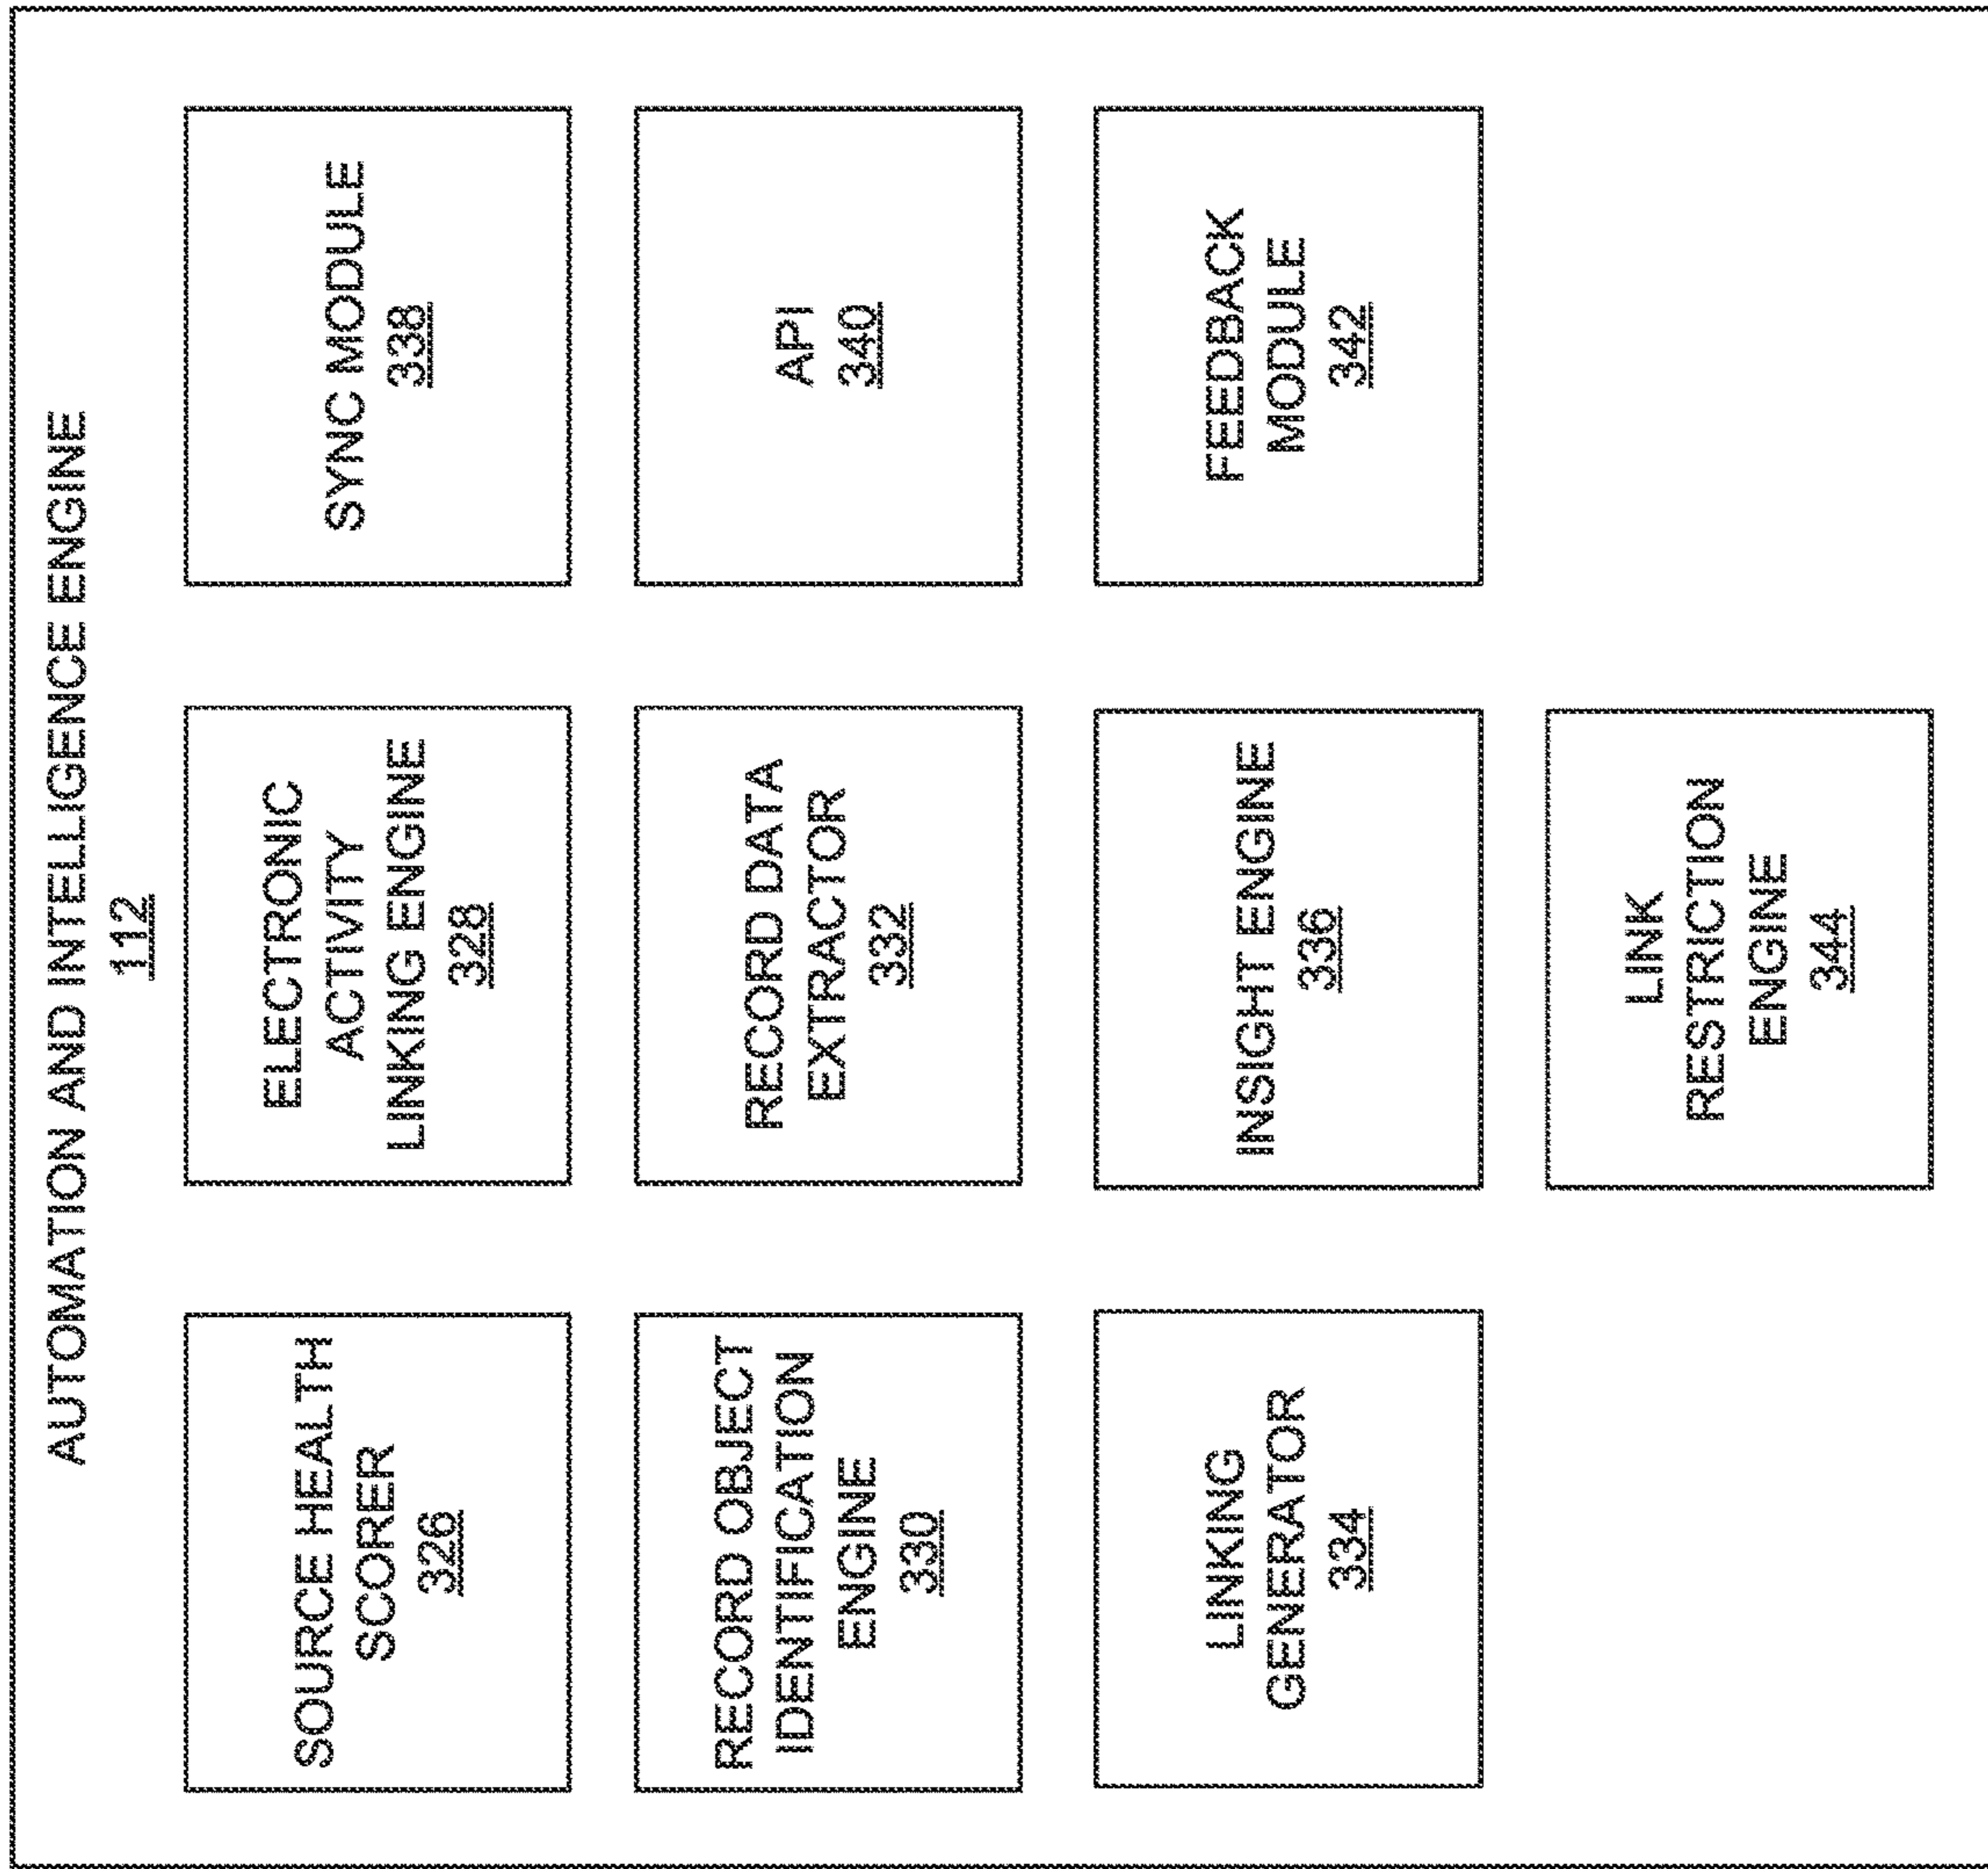 AUTOMATION AND INTELLIGENCE ENGINE
112
SOURCE HEALTH
SCORER
326
ELECTRONIC
ACTIVITY
LINKING ENGINE
328
SYNC MODULE
338
RECORD OBJECT
IDENTIFICATION
ENGINE
330
RECORD DATA
EXTRACTOR
332
API
340
LINKING
GENERATOR
334
INSIGHT ENGINE
336
FEEDBACK
MODULE
342
LINK
RESTRICTION
ENGINE
344